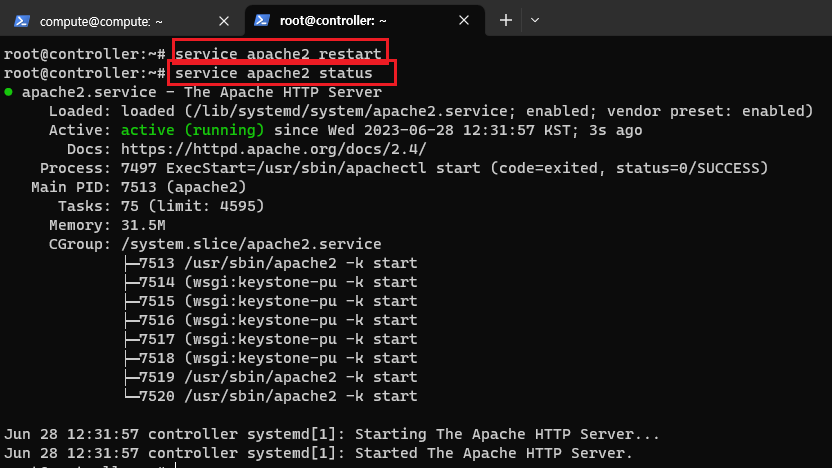 compute@compute: ~
root@controller: ~
root@controller:~# service apache2 restart
root@controller:~# service apache2 status
● apache2.service - The Apache HTTP Server
Loaded: loaded (/lib/systemd/system/apache2.service; enabled; vendor preset: enabled)
Active: active (running) since Wed 2023-06-28 12:31:57 KST; 3s ago
Docs: https://httpd.apache.org/docs/2.4/
Process: 7497 ExecStart=/usr/sbin/apachectl start (code=exited, status=0/SUCCESS)
Main PID: 7513 (apache2)
Tasks: 75 (limit: 4595)
Memory: 31.5M
CGroup: /system.slice/apache2.service
├─7513 /usr/sbin/apache2 -k start
├─7514 (wsgi:keystone-pu -k start
├─7515 (wsgi:keystone-pu -k start
├─7516 (wsgi:keystone-pu -k start
├─7517 (wsgi:keystone-pu -k start
├─7518 (wsgi:keystone-pu -k start
├─7519 /usr/sbin/apache2 -k start
└─7520 /usr/sbin/apache2 -k start
Jun 28 12:31:57 controller systemd[1]: Starting The Apache HTTP Server...
Jun 28 12:31:57 controller systemd[1]: Started The Apache HTTP Server.
root@controller:~#